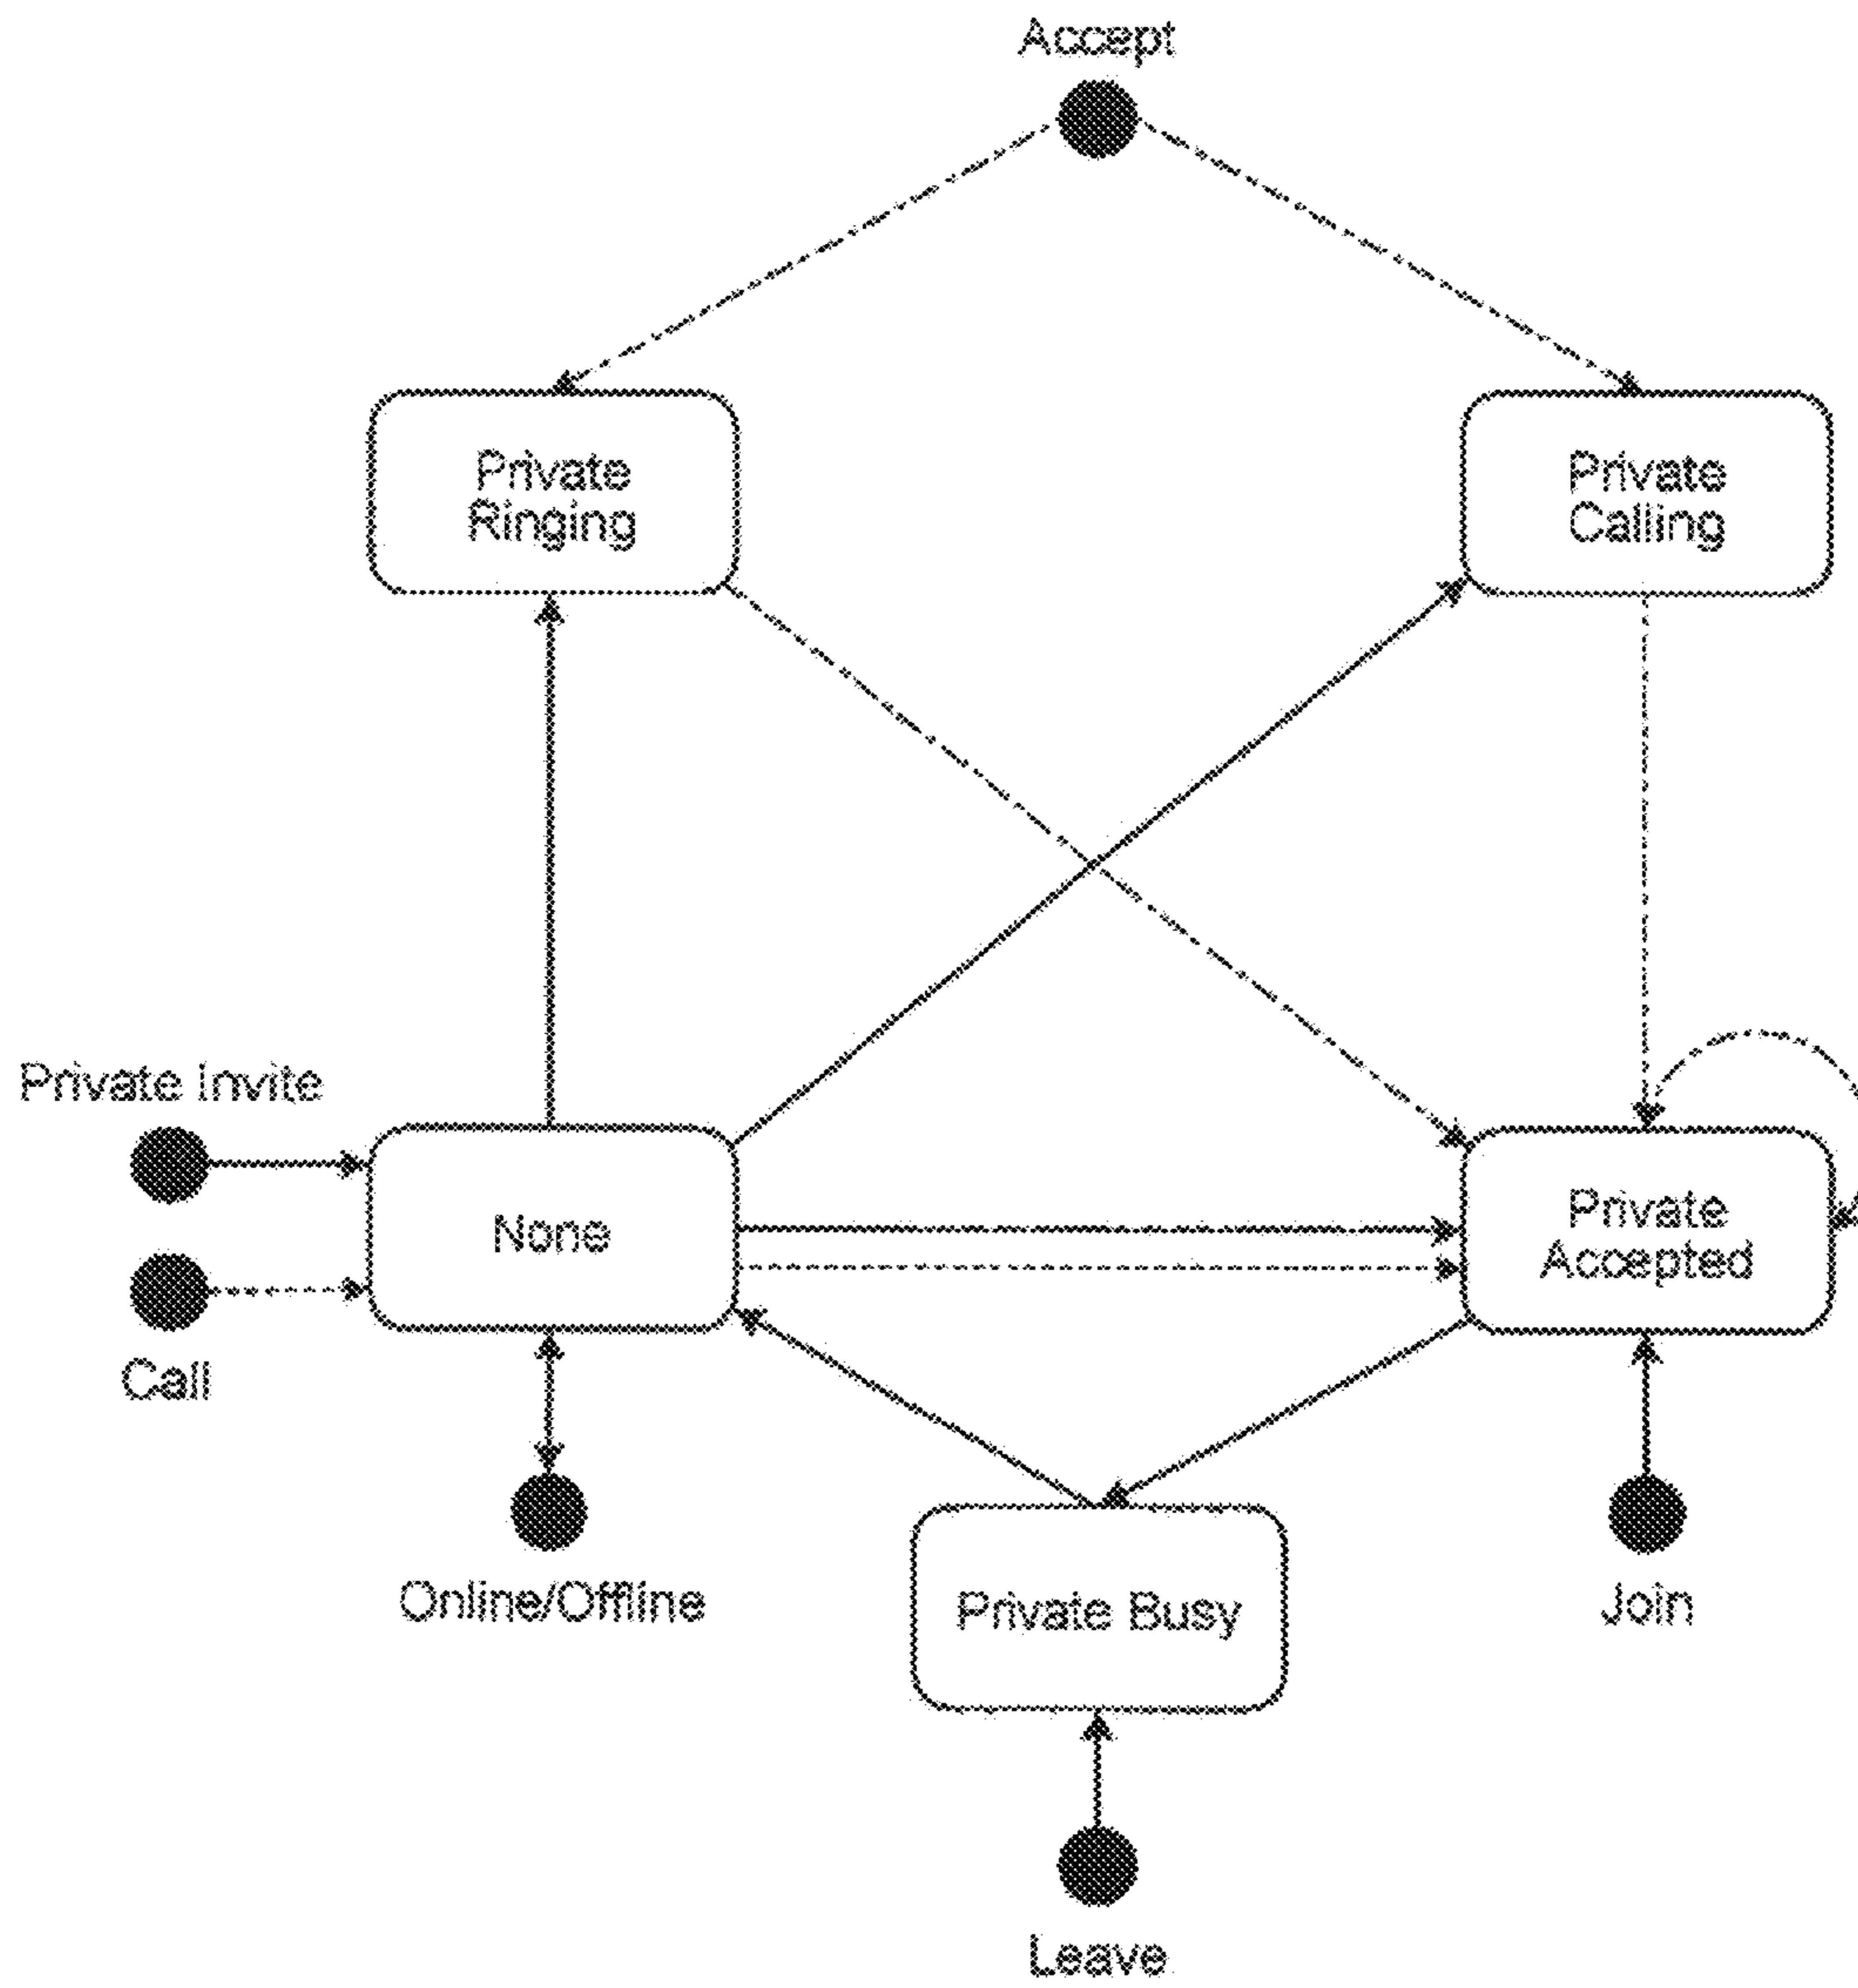 Accept
Private
Ringing
Private
Calling
Private Invite
None
Private
Accepted
Call
Online/Offline
Private Busy
Join
Leave